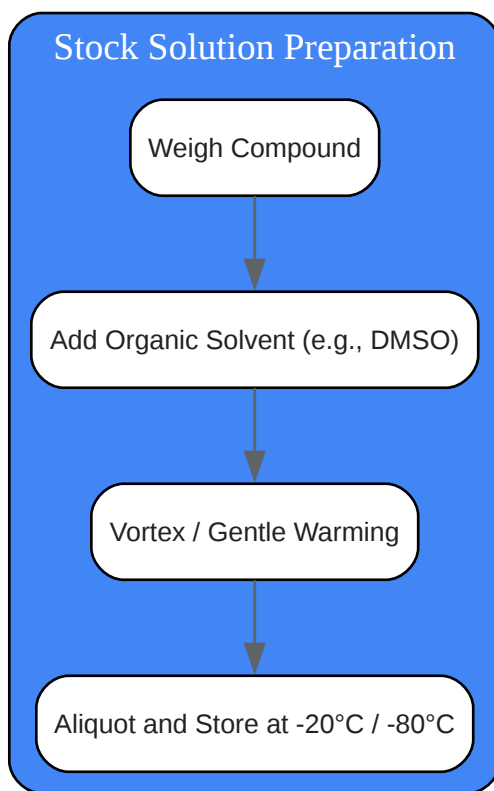 Stock Solution Preparation
Weigh Compound
Add Organic Solvent (e.g., DMSO)
Vortex / Gentle Warming
Aliquot and Store at -20°C / -80°C